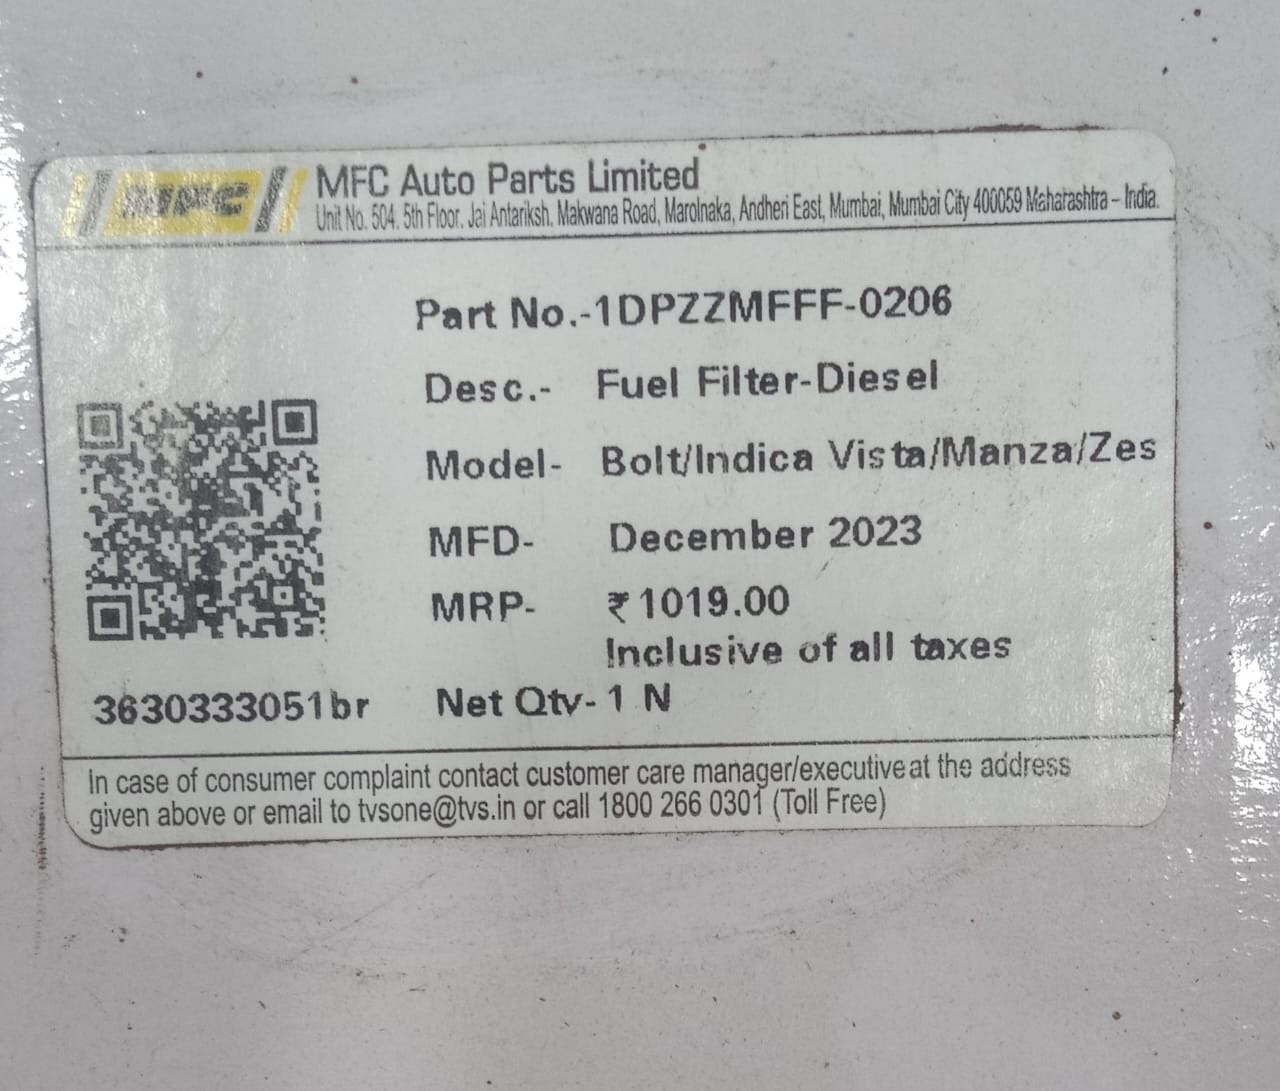 MFC
MFC Auto Parts Limited
Unit No. 504. 5th Floor. Jai Antariksh. Makwana Road, Marolnaka, Andheri East, Mumbai, Mumbai City 400059 Maharashtra – India.
Part No.-1DPZZMFFF-0206
Desc.- Fuel Filter-Diesel
Model- Bolt/Indica Vista/Manza/Zes
MFD- December 2023
MRP- ₹ 1019.00
Inclusive of all taxes
3630333051br Net Qty- 1 N
In case of consumer complaint contact customer care manager/executive at the address
given above or email to tvsone@tvs.in or call 1800 266 0301 (Toll Free)